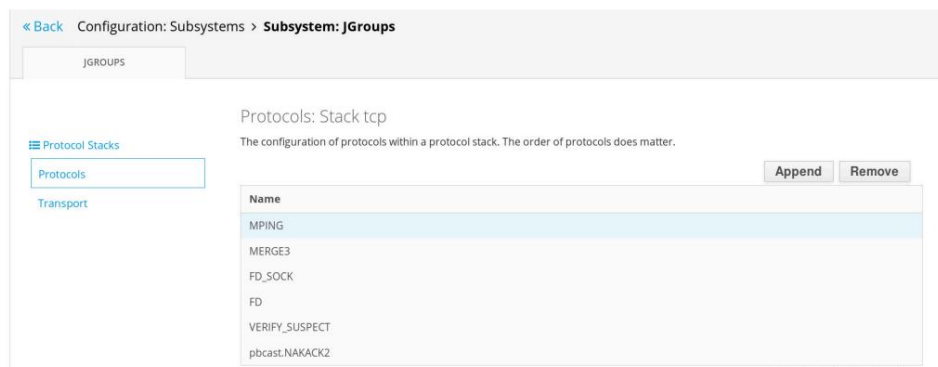 « Back Configuration: Subsystems > Subsystem: JGroups
JGROUPS
Protocols: Stack tcp
The configuration of protocols within a protocol stack. The order of protocols does matter.
Protocol Stacks
Protocols
Transport
Append Remove
Name
MPING
MERGE3
FD_SOCK
FD
VERIFY_SUSPECT
pbcast.NAKACK2